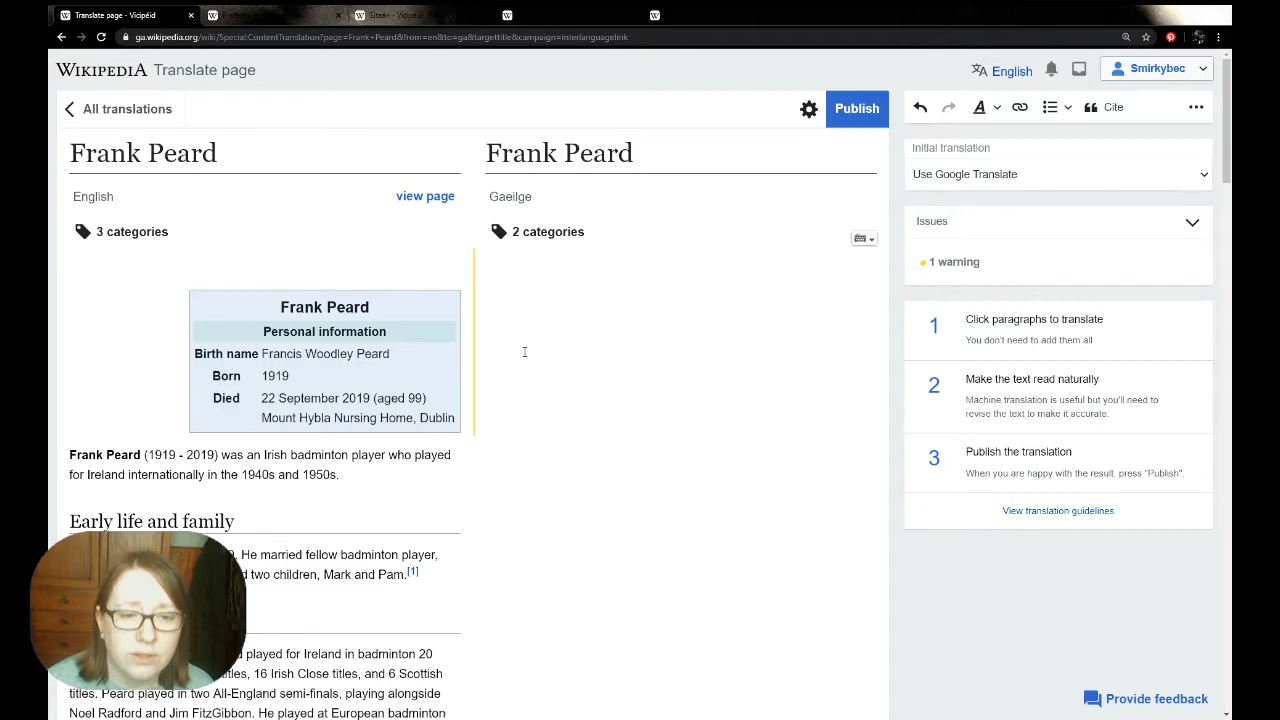 Translate page - Vicipéid
Eiteán - Vicipéid
ga.wikipedia.org/wiki/Special:ContentTranslation?page=Frank+Peard&from=en&to=ga&targettitle&campaign=interlanguagelink
WIKIPEDIA Translate page
English
Smirkybec
All translations
Publish
Cite
Frank Peard
Frank Peard
Initial translation
Use Google Translate
English
view page
Gaeilge
3 categories
2 categories
Issues
1 warning
Frank Peard
Personal information
Birth name Francis Woodley Peard
Born 1919
Died 22 September 2019 (aged 99)
Mount Hybla Nursing Home, Dublin
1 Click paragraphs to translate
You don't need to add them all
2 Make the text read naturally
Machine translation is useful but you'll need to
revise the text to make it accurate.
3 Publish the translation
When you are happy with the result, press "Publish".
View translation guidelines
Frank Peard (1919 - 2019) was an Irish badminton player who played
for Ireland internationally in the 1940s and 1950s.
Early life and family
. He married fellow badminton player,
d two children, Mark and Pam.[1]
played for Ireland in badminton 20
titles, 16 Irish Close titles, and 6 Scottish
titles. Peard played in two All-England semi-finals, playing alongside
Noel Radford and Jim FitzGibbon. He played at European badminton
Provide feedback